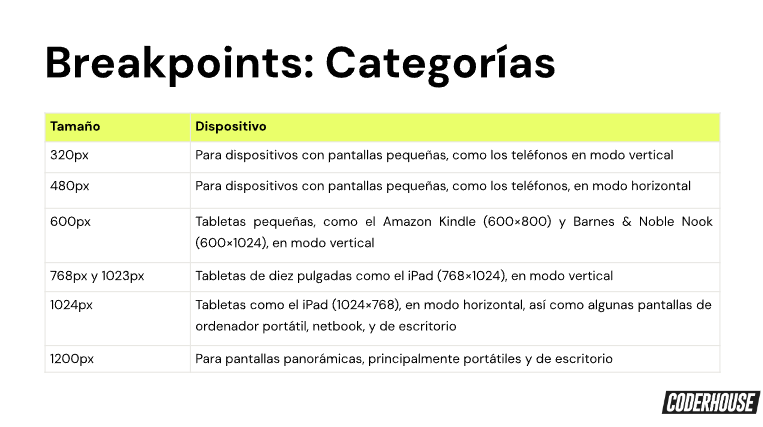 Breakpoints: Categorías
Tamaño Dispositivo
320px Para dispositivos con pantallas pequeñas, como los teléfonos en modo vertical
480px Para dispositivos con pantallas pequeñas, como los teléfonos, en modo horizontal
600px Tabletas pequeñas, como el Amazon Kindle (600×800) y Barnes & Noble Nook
(600×1024), en modo vertical
768px y 1023px Tabletas de diez pulgadas como el iPad (768×1024), en modo vertical
1024px Tabletas como el iPad (1024×768), en modo horizontal, así como algunas pantallas de
ordenador portátil, netbook, y de escritorio
1200px Para pantallas panorámicas, principalmente portátiles y de escritorio
CODERHOUSE